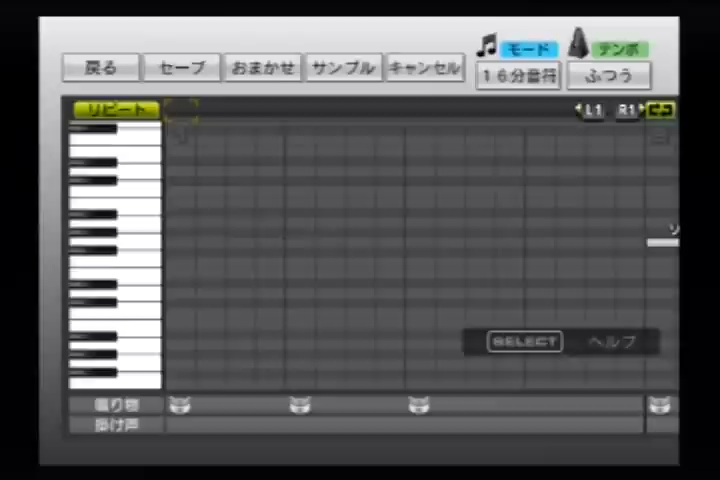 モード テンポ
戻る セーブ おまかせ サンプル キャンセル 16分音符 ふつう
リピート L1 R1
ソ
SELECT ヘルプ
鳴り物
掛け声